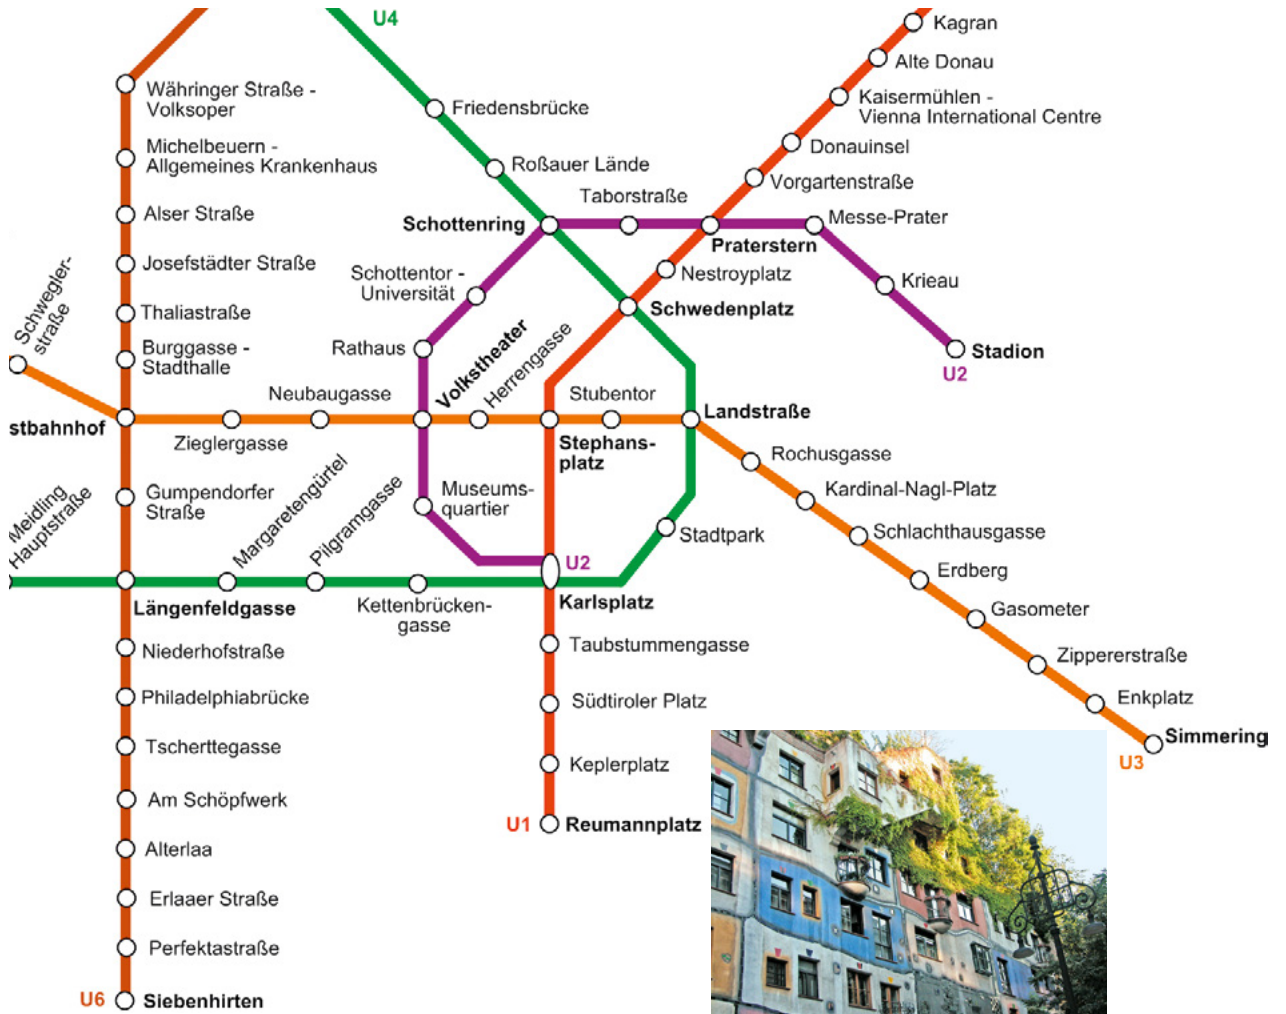 U4
Kagran
Alte Donau
Währinger Straße -
Volksoper
Kaisermühlen -
Vienna International Centre
Friedensbrücke
Michelbeuern -
Allgemeines Krankenhaus
Donauinsel
Roßauer Lände
Vorgartenstraße
Taborstraße
Alser Straße
Schottenring
Messe-Prater
Praterstern
Josefstädter Straße
Schottentor -
Universität
Nestroyplatz
Krieau
Schwegler-
straße
Thaliastraße
Schwedenplatz
Burggasse -
Stadthalle
Rathaus
Volkstheater
Herrengasse
Stadion
U2
Neubaugasse
Stubentor
Landstraße
stbahnhof
Zieglergasse
Stephans-
platz
Rochusgasse
Meidling
Hauptstraße
Gumpendorfer
Straße
Margaretengürtel
Pilgramgasse
Museums-
quartier
Kardinal-Nagl-Platz
Stadtpark
Schlachthausgasse
U2
Erdberg
Längenfeldgasse
Kettenbrücken-
gasse
Karlsplatz
Gasometer
Niederhofstraße
Taubstummengasse
Zippererstraße
Philadelphiabrücke
Südtiroler Platz
Enkplatz
Tscherttegasse
Simmering
U3
Keplerplatz
Am Schöpfwerk
U1
Reumannplatz
Alterlaa
Erlaaer Straße
Perfektastraße
U6
Siebenhirten